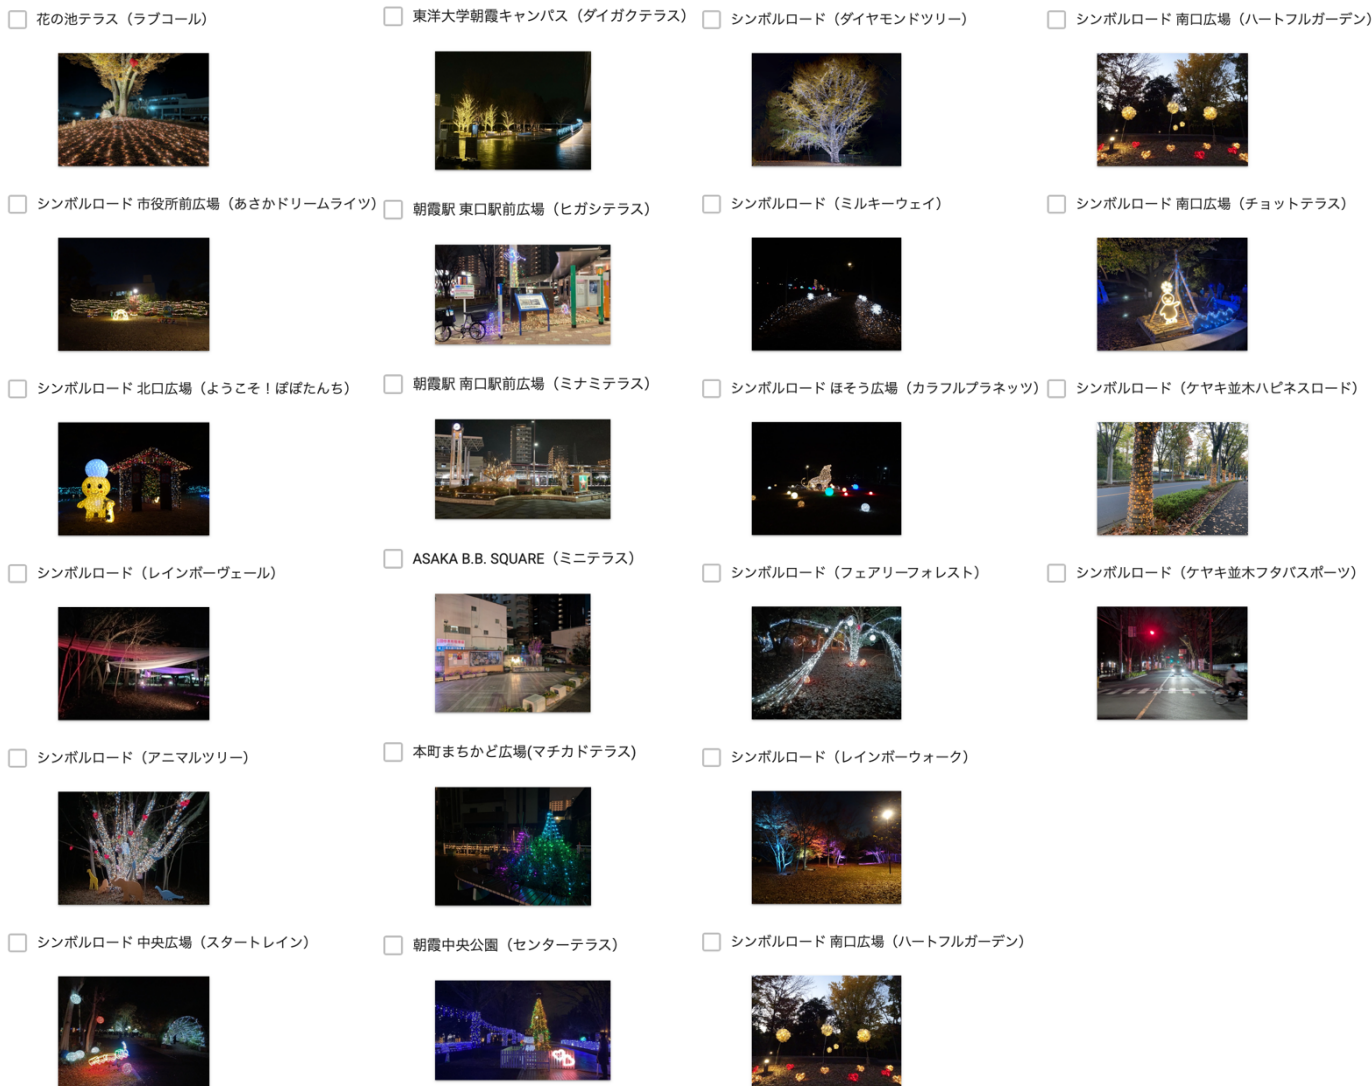 花の池テラス（ラブコール）
シンボルロード 市役所前広場（あさかドリームライツ）
シンボルロード 北口広場（ようこそ！ぽぽたんち）
シンボルロード（レインボーヴェール）
シンボルロード（アニマルツリー）
シンボルロード 中央広場（スタートレイン）
東洋大学朝霞キャンパス（ダイガクテラス）
朝霞駅 東口駅前広場（ヒガシテラス）
朝霞駅 南口駅前広場（ミナミテラス）
ASAKA B.B. SQUARE（ミニテラス）
本町まちかど広場(マチカドテラス)
朝霞中央公園（センターテラス）
シンボルロード（ダイヤモンドツリー）
シンボルロード（ミルキーウェイ）
シンボルロード ほそう広場（カラフルプラネッツ）
シンボルロード（フェアリーフォレスト）
シンボルロード（レインボーウォーク）
シンボルロード 南口広場（ハートフルガーデン）
シンボルロード 南口広場（ハートフルガーデン）
シンボルロード 南口広場（チョットテラス）
シンボルロード（ケヤキ並木ハピネスロード）
シンボルロード（ケヤキ並木フタバスポーツ）